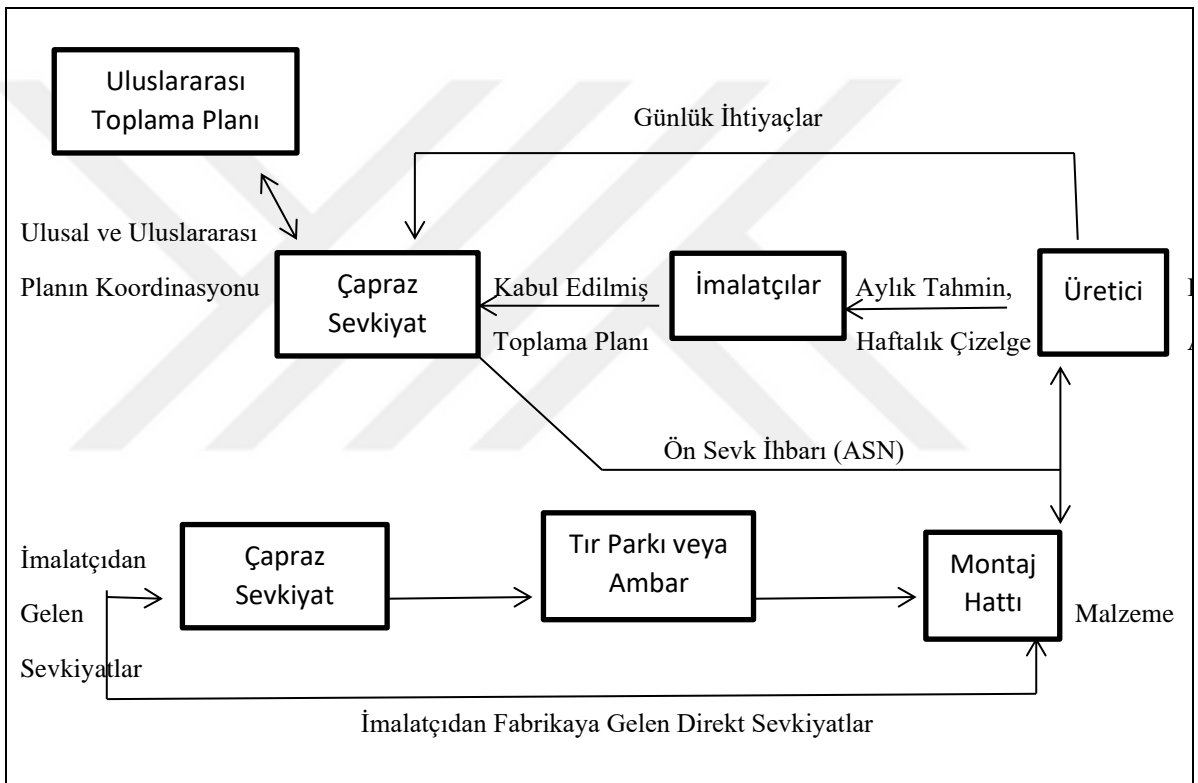 Uluslararası
Toplama Planı
Günlük İhtiyaçlar
Ulusal ve Uluslararası
Planın Koordinasyonu
Çapraz
Sevkiyat
Kabul Edilmiş
Toplama Planı
İmalatçılar
Aylık Tahmin,
Haftalık Çizelge
Üretici
Ön Sevk İhbarı (ASN)
İmalatçıdan
Gelen
Sevkiyatlar
Çapraz
Sevkiyat
Tır Parkı veya
Ambar
Montaj
Hattı
Malzeme
İmalatçıdan Fabrikaya Gelen Direkt Sevkiyatlar